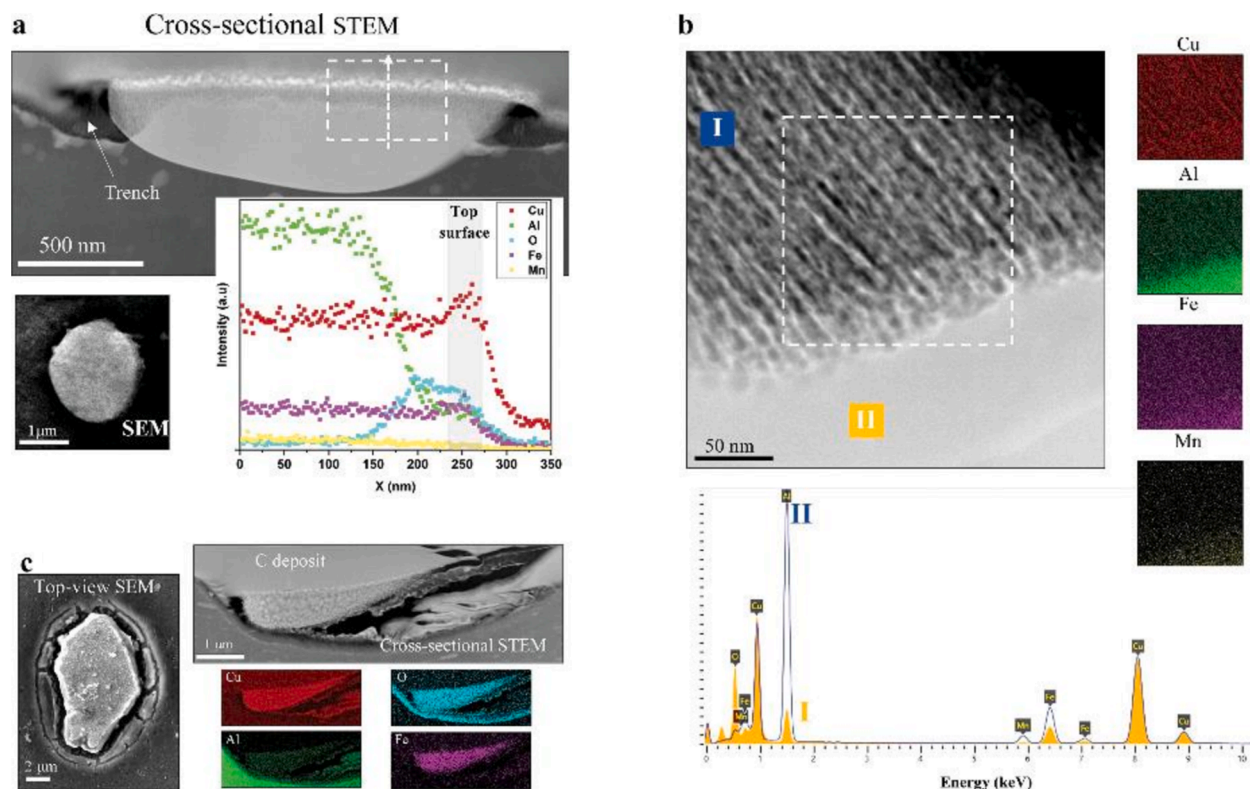 a
Cross-sectional STEM
Trench
500 nm
Cu
Al
O
Fe
Mn
Top
surface
Intensity (a.u)
0 50 100 150 200 250 300 350
X (nm)
1μm
SEM
b
I
II
50 nm
Cu
Al
Fe
Mn
Al
II
Cu
O
Fe
Mn
I
Mn
Fe
Fe
Cu
Cu
0 1 2 3 4 5 6 7 8 9 10
Energy (keV)
c
Top-view SEM
2 μm
C deposit
1 μm
Cross-sectional STEM
Cu
O
Al
Fe